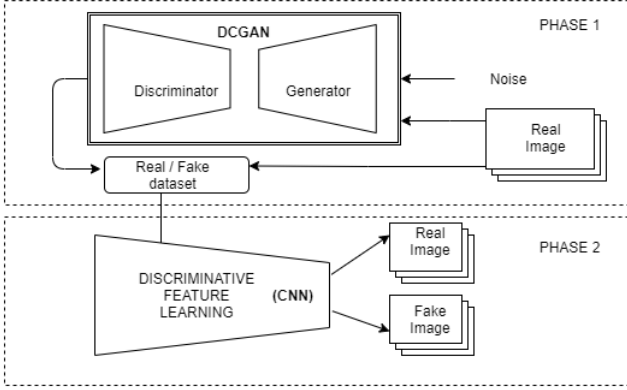 PHASE 1
DCGAN
Discriminator
Generator
Noise
Real
Image
Real / Fake
dataset
PHASE 2
Real
Image
DISCRIMINATIVE
FEATURE (CNN)
LEARNING
Fake
Image